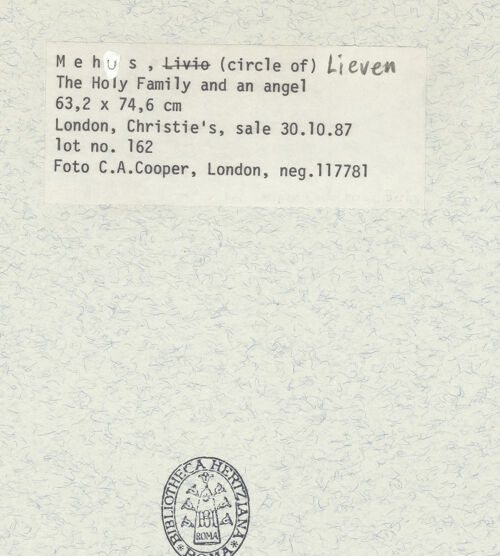 M e h u s , Livio (circle of) Lieven
The Holy Family and an angel
63,2 x 74,6 cm
London, Christie's, sale 30.10.87
lot no. 162
Foto C.A.Cooper, London, neg.117781
BIBLIOTHECA HERTZIANA
ROMA
* ROMA *